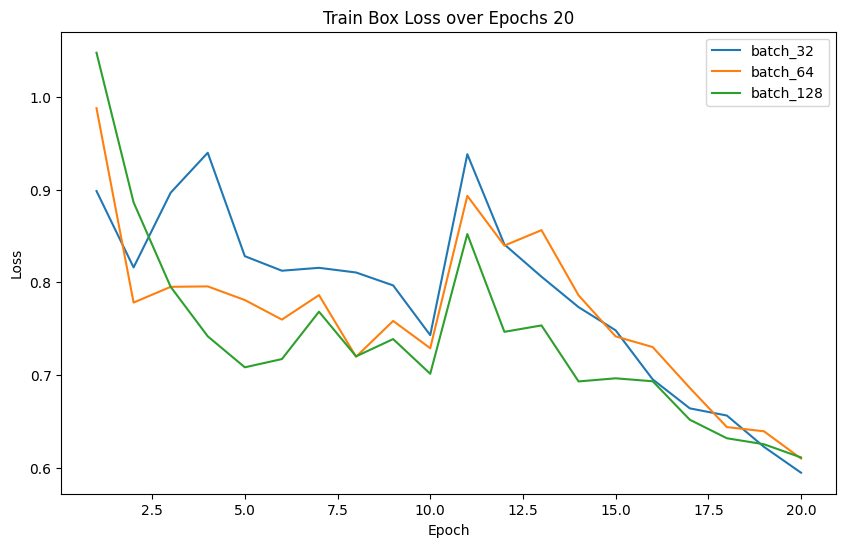 Train Box Loss over Epochs 20
batch_32
batch_64
batch_128
1.0
0.9
0.8
0.7
0.6
Loss
2.5 5.0 7.5 10.0 12.5 15.0 17.5 20.0
Epoch